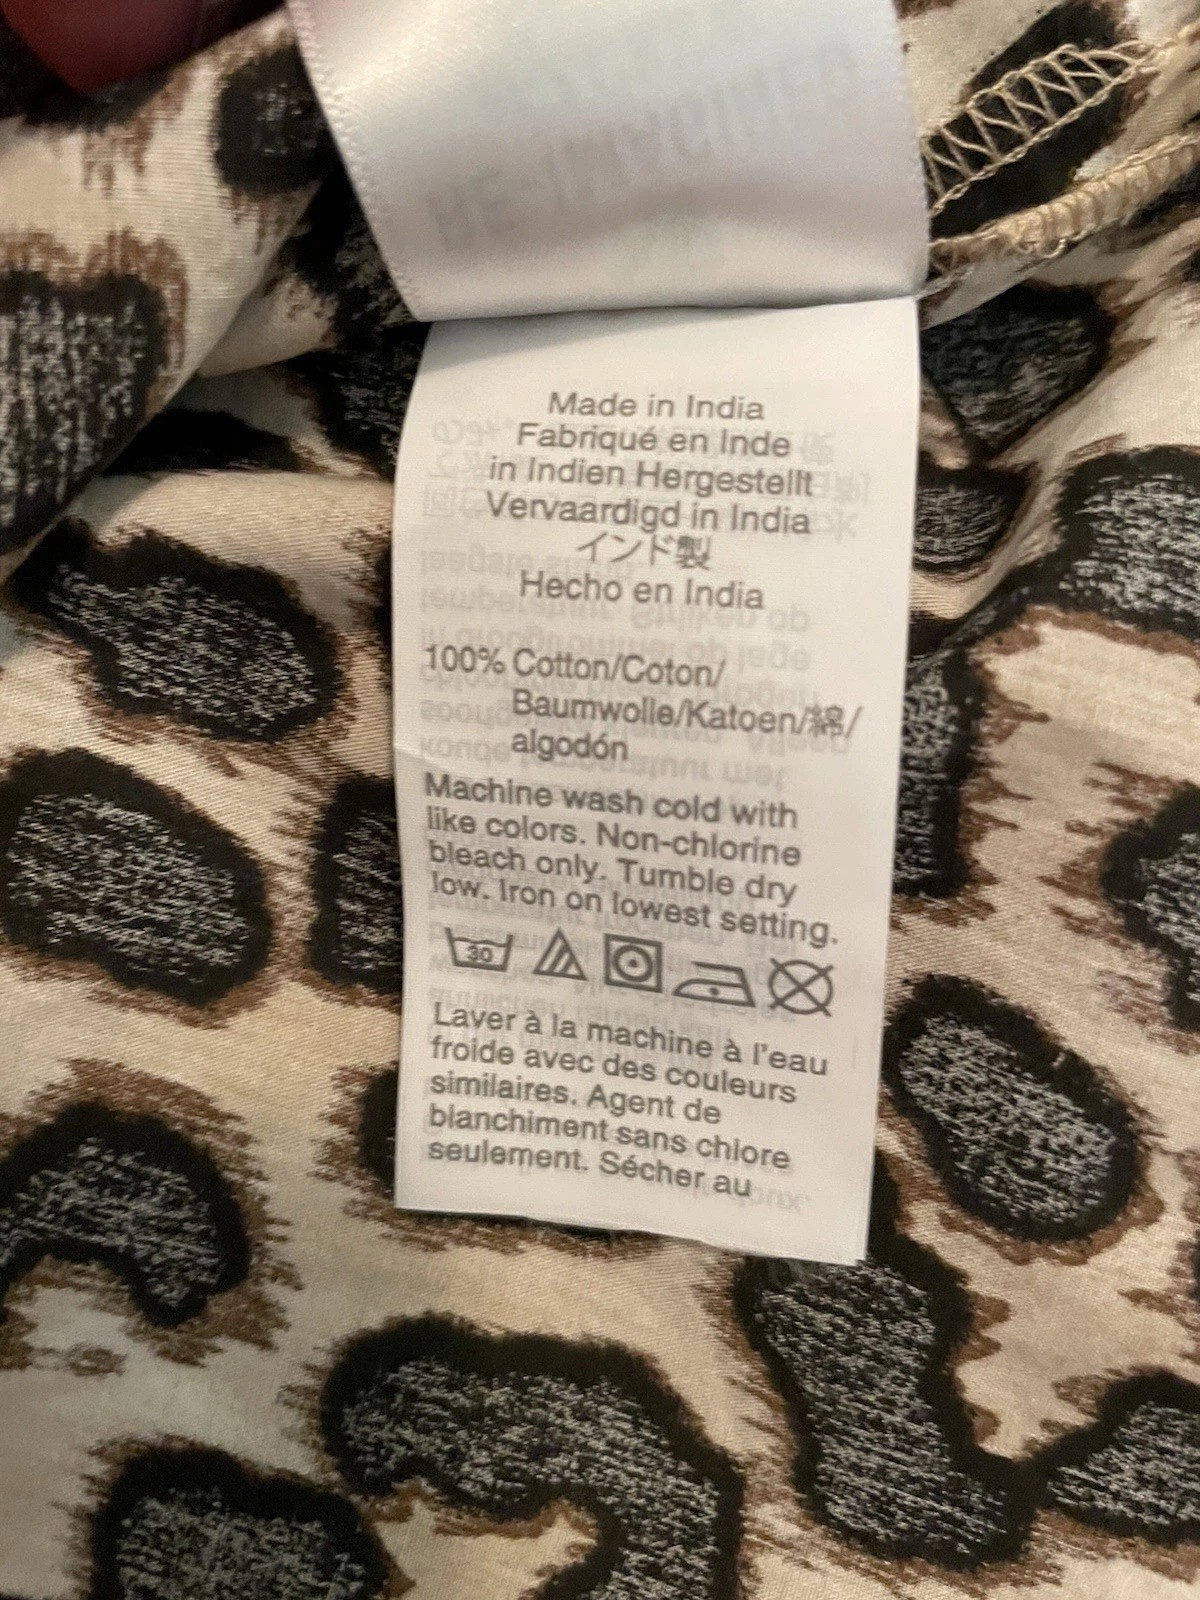 Made in India
Fabriqué en Inde
in Indien Hergestellt
Vervaardigd in India
インド製
Hecho en India
100% Cotton/Coton/
Baumwolle/Katoen/綿/
algodón
Machine wash cold with
like colors. Non-chlorine
bleach only. Tumble dry
low. Iron on lowest setting.
30
Laver à la machine à l'eau
froide avec des couleurs
similaires. Agent de
blanchiment sans chlore
seulement. Sécher au